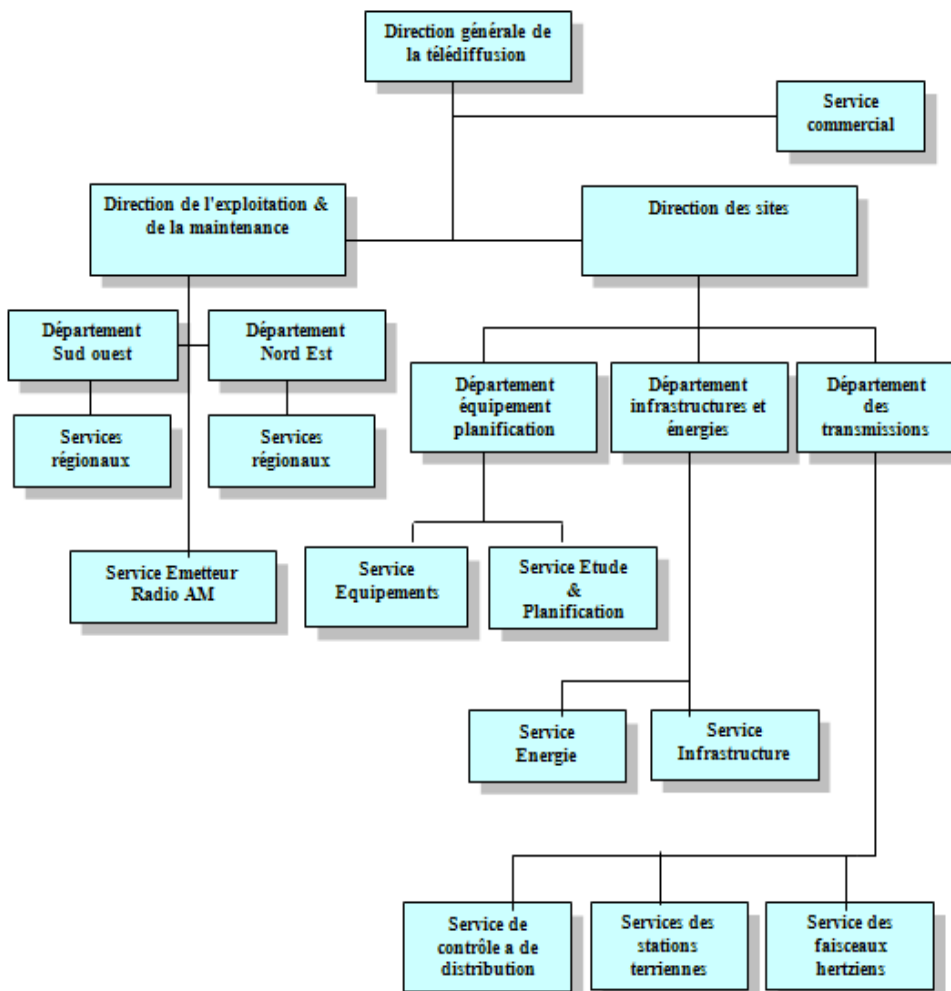 Direction générale de
la télédiffusion
Service
commercial
Direction de l'exploitation &
de la maintenance
Direction des sites
Département
Sud ouest
Département
Nord Est
Services
régionaux
Services
régionaux
Service Emetteur
Radio AM
Département
équipement
planification
Département
infrastructures et
énergies
Département
des
transmissions
Service
Equipements
Service Etude
&
Planification
Service
Energie
Service
Infrastructure
Service de
contrôle a de
distribution
Services des
stations
terriennes
Service des
faisceaux
hertziens